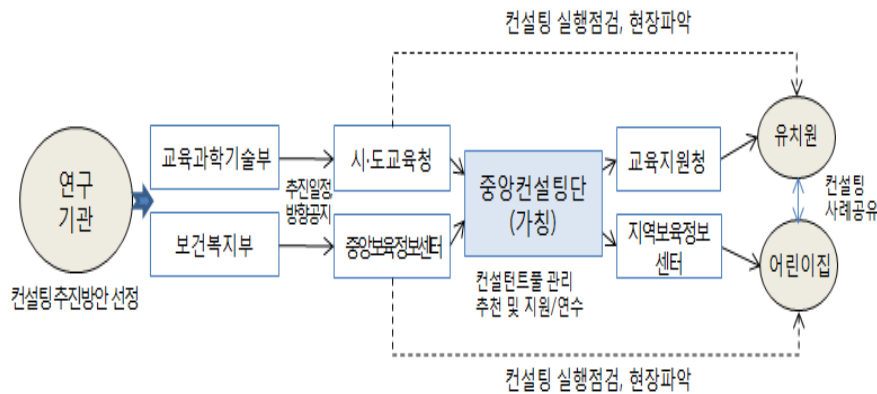 컨설팅 실행점검, 현장파악
연구
기관
컨설팅 추진방안 선정
교육과학기술부
보건복지부
추진일정,
방향공지
시·도교육청
중앙보육정보센터
중앙컨설팅단
(가칭)
컨설턴트풀 관리
추천 및 지원/연수
교육지원청
지역보육정보
센터
유치원
컨설팅
사례공유
어린이집
컨설팅 실행점검, 현장파악